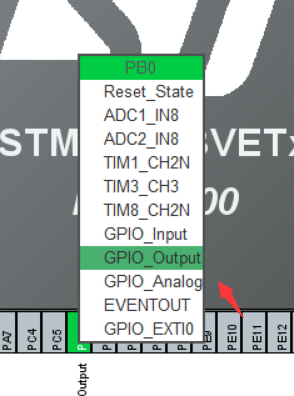 PB0
Reset_State
ADC1_IN8
ADC2_IN8
TIM1_CH2N
TIM3_CH3
TIM8_CH2N
GPIO_Input
GPIO_Output
GPIO_Analog
EVENTOUT
GPIO_EXTI0
STM
VETx
00
PA7
PC4
PC5
PE10
PE11
PE12
Output